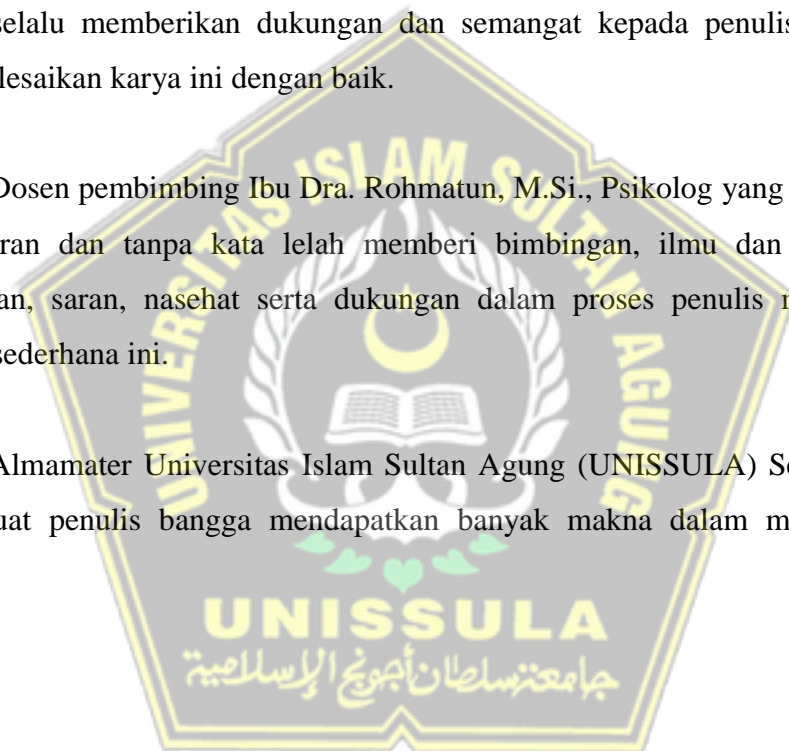 selalu memberikan dukungan dan semangat kepada penulis
lesaikan karya ini dengan baik.
Dosen pembimbing Ibu Dra. Rohmatun, M.Si., Psikolog yang
ran dan tanpa kata lelah memberi bimbingan, ilmu dan
an, saran, nasehat serta dukungan dalam proses penulis
sederhana ini.
Almamater Universitas Islam Sultan Agung (UNISSULA)
uat penulis bangga mendapatkan banyak makna dalam
UNIVERSITAS ISLAM SULTAN AGUNG
UNISSULA
جامعة سلطان أجونج الإسلامية